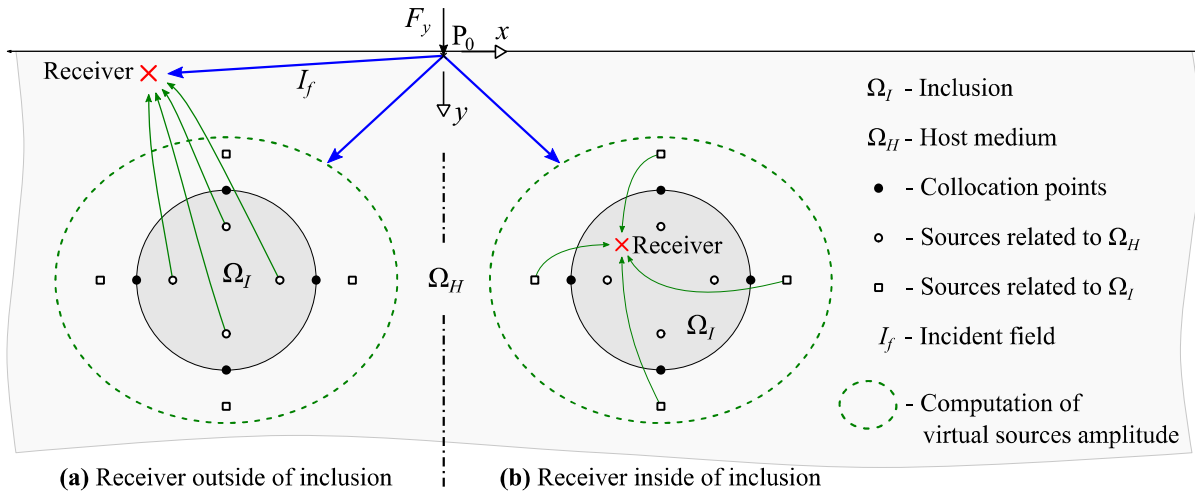 F_y
P_0
x
Receiver
I_f
y
Ω_I
Ω_H
Receiver
Ω_I
Ω_I - Inclusion
Ω_H - Host medium
- Collocation points
- Sources related to Ω_H
- Sources related to Ω_I
I_f - Incident field
- Computation of
virtual sources amplitude
(a) Receiver outside of inclusion
(b) Receiver inside of inclusion